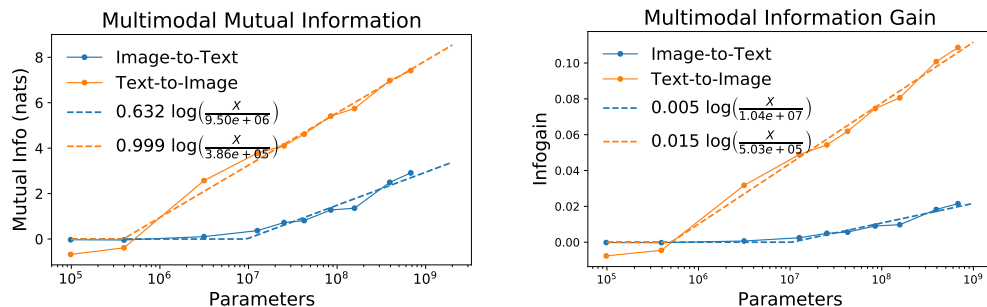 Multimodal Mutual Information
Mutual Info (nats)
8
6
4
2
0
Image-to-Text
Text-to-Image
0.632 log(X / 9.50e + 06)
0.999 log(X / 3.86e + 05)
10^5 10^6 10^7 10^8 10^9
Parameters
Multimodal Information Gain
Infogain
0.10
0.08
0.06
0.04
0.02
0.00
Image-to-Text
Text-to-Image
0.005 log(X / 1.04e + 07)
0.015 log(X / 5.03e + 05)
10^5 10^6 10^7 10^8 10^9
Parameters